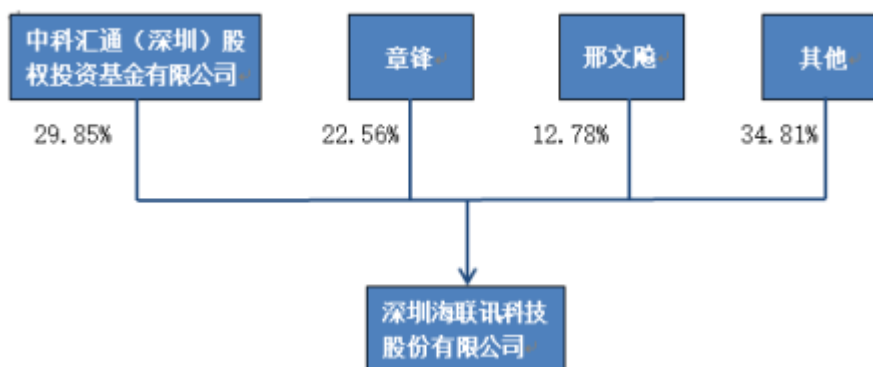 中科汇通（深圳）股
权投资基金有限公司
章锋
邢文飚
其他
29.85%
22.56%
12.78%
34.81%
深圳海联讯科技
股份有限公司